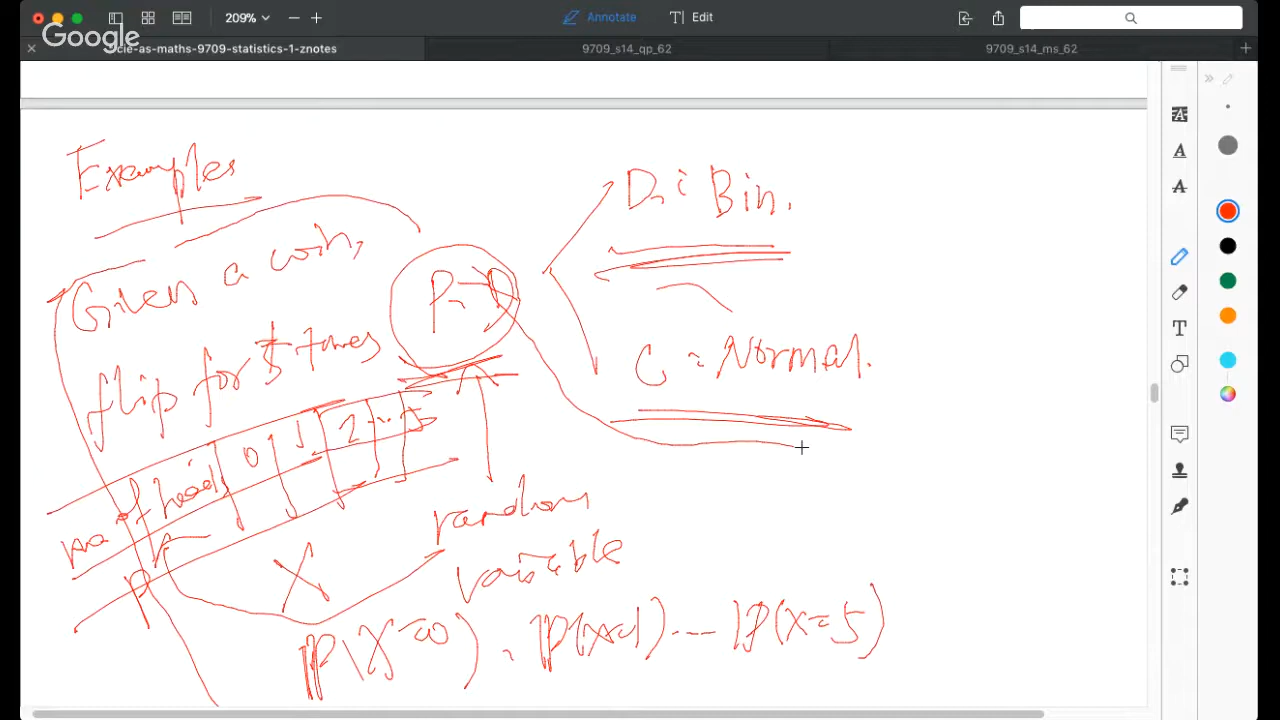 209%
Annotate
Edit
Google
cie-as-maths-9709-statistics-1-znotes
9709_s14_qp_62
9709_s14_ms_62
Examples
Given a coin,
flip for 5 times
no of head 0 1 2 ... 5
P
X
random
variable
D : Bin.
C : Normal.
P(X=0), P(X=1) ---- P(X=5)